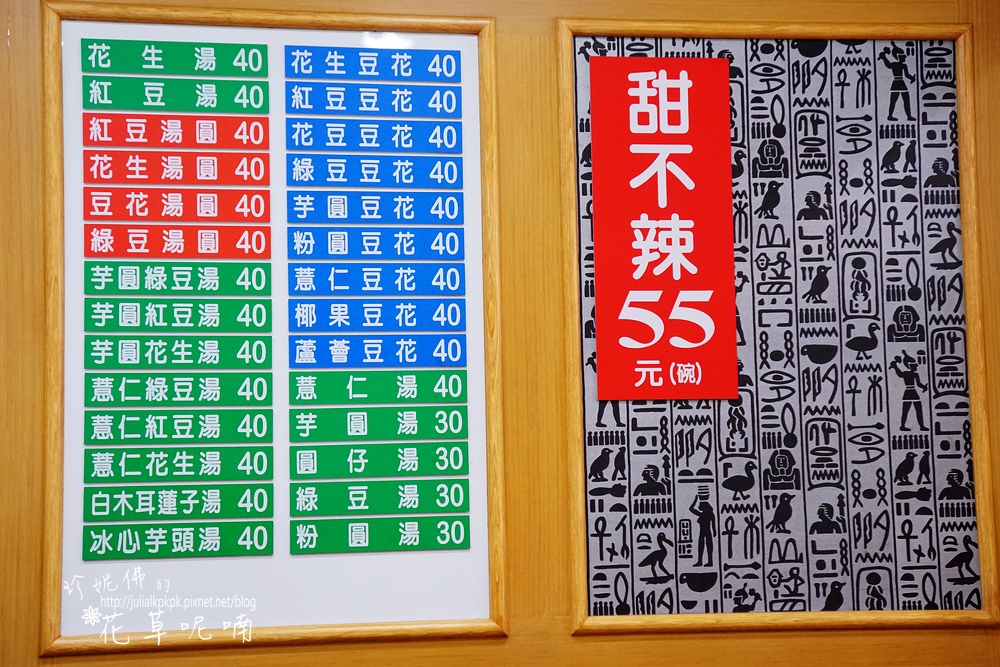 花生湯 40
紅豆湯 40
紅豆湯圓 40
花生湯圓 40
豆花湯圓 40
綠豆湯圓 40
芋圓綠豆湯 40
芋圓紅豆湯 40
芋圓花生湯 40
薏仁綠豆湯 40
薏仁紅豆湯 40
薏仁花生湯 40
白木耳蓮子湯 40
冰心芋頭湯 40
花生豆花 40
紅豆豆花 40
花豆豆花 40
綠豆豆花 40
芋圓豆花 40
粉圓豆花 40
薏仁豆花 40
椰果豆花 40
蘆薈豆花 40
薏仁湯 40
芋圓湯 30
圓仔湯 30
綠豆湯 30
粉圓湯 30
甜不辣
55
元(碗)
珍妮佛的
http://julialkpkpk.pixnet.net/blog
花草呢喃